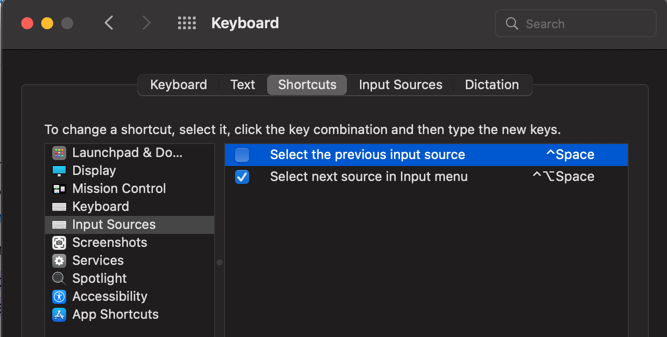 Keyboard
Search
Keyboard Text Shortcuts Input Sources Dictation
To change a shortcut, select it, click the key combination and then type the new keys.
Launchpad & Do...
Display
Mission Control
Keyboard
Input Sources
Screenshots
Services
Spotlight
Accessibility
App Shortcuts
Select the previous input source ^Space
Select next source in Input menu ^⌥Space